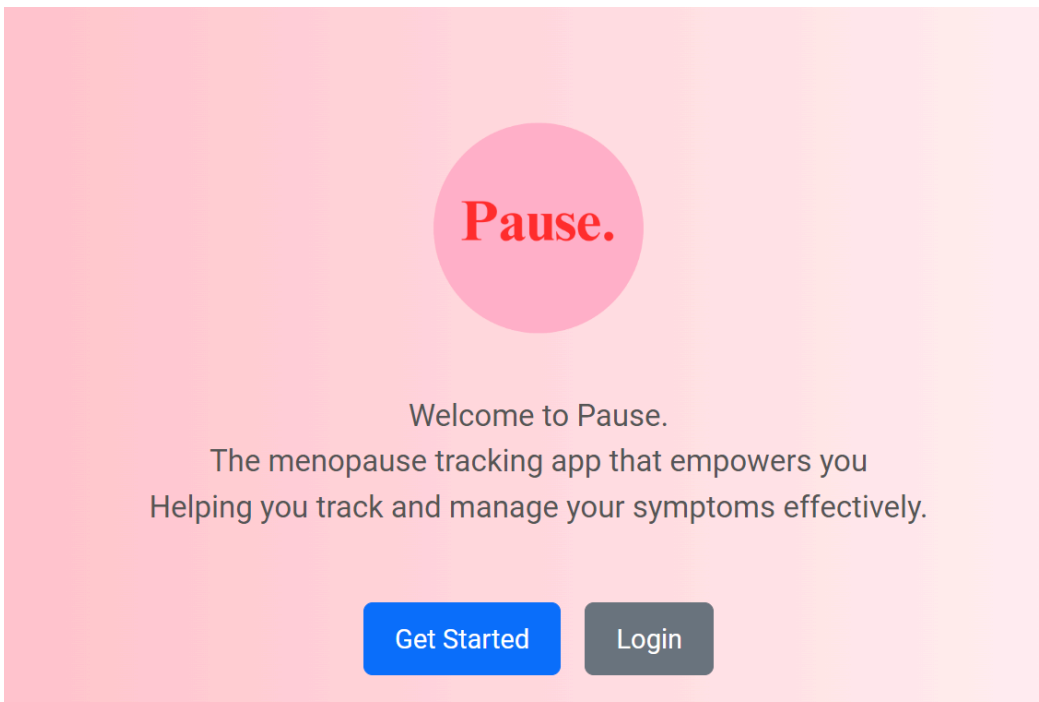 Pause.
Welcome to Pause.
The menopause tracking app that empowers you
Helping you track and manage your symptoms effectively.
Get Started
Login